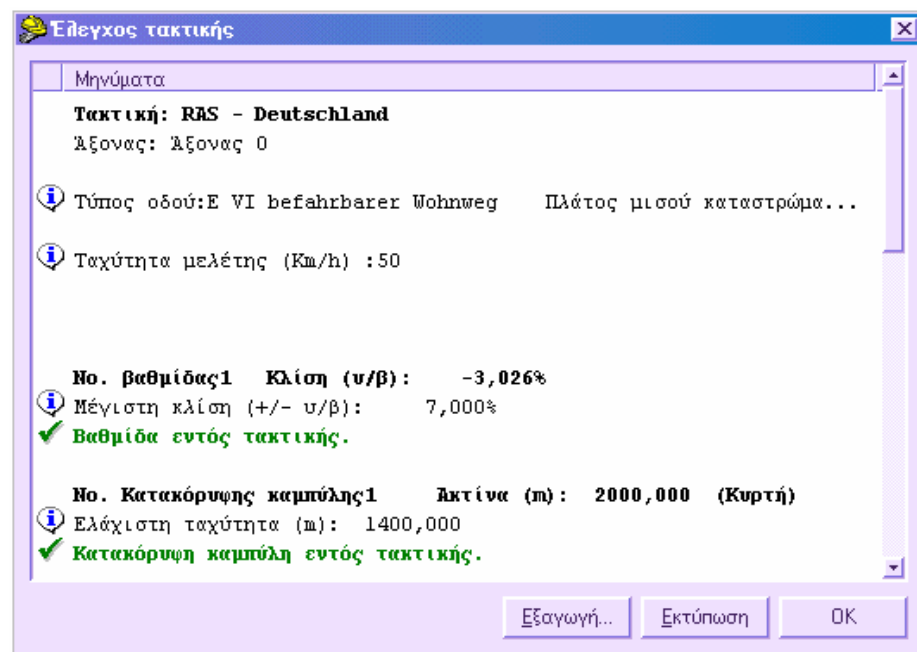 Έλεγχος τακτικής
Μηνύματα
Τακτική: RAS - Deutschland
Άξονας: Άξονας 0
Τύπος οδού:E VI befahrbarer Wohnweg Πλάτος μισού καταστρώμα...
Ταχύτητα μελέτης (Km/h) :50
No. βαθμίδας1 Κλίση (υ/β): -3,026%
Μέγιστη κλίση (+/- υ/β): 7,000%
Βαθμίδα εντός τακτικής.
No. Κατακόρυφης καμπύλης1 Ακτίνα (m): 2000,000 (Κυρτή)
Ελάχιστη ταχύτητα (m): 1400,000
Κατακόρυφη καμπύλη εντός τακτικής.
Εξαγωγή... Εκτύπωση OK